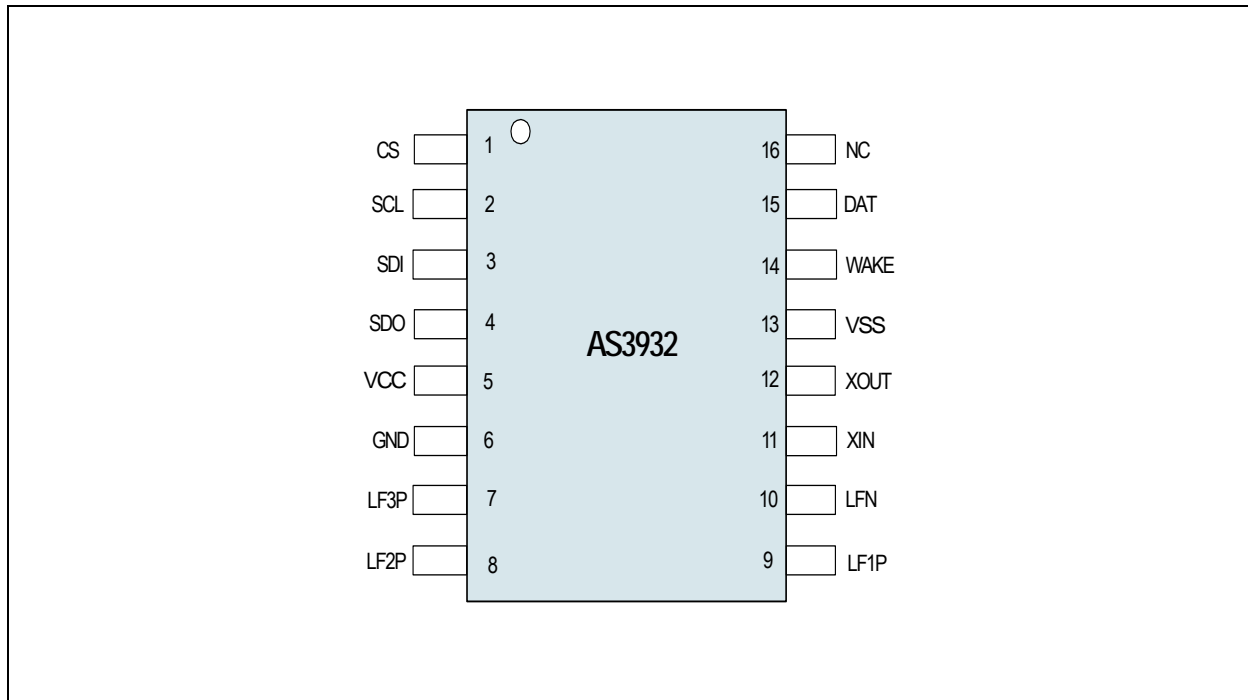 CS 1 16 NC
SCL 2 15 DAT
SDI 3 14 WAKE
SDO 4 13 VSS
AS3932
VCC 5 12 XOUT
GND 6 11 XIN
LF3P 7 10 LFN
LF2P 8 9 LF1P